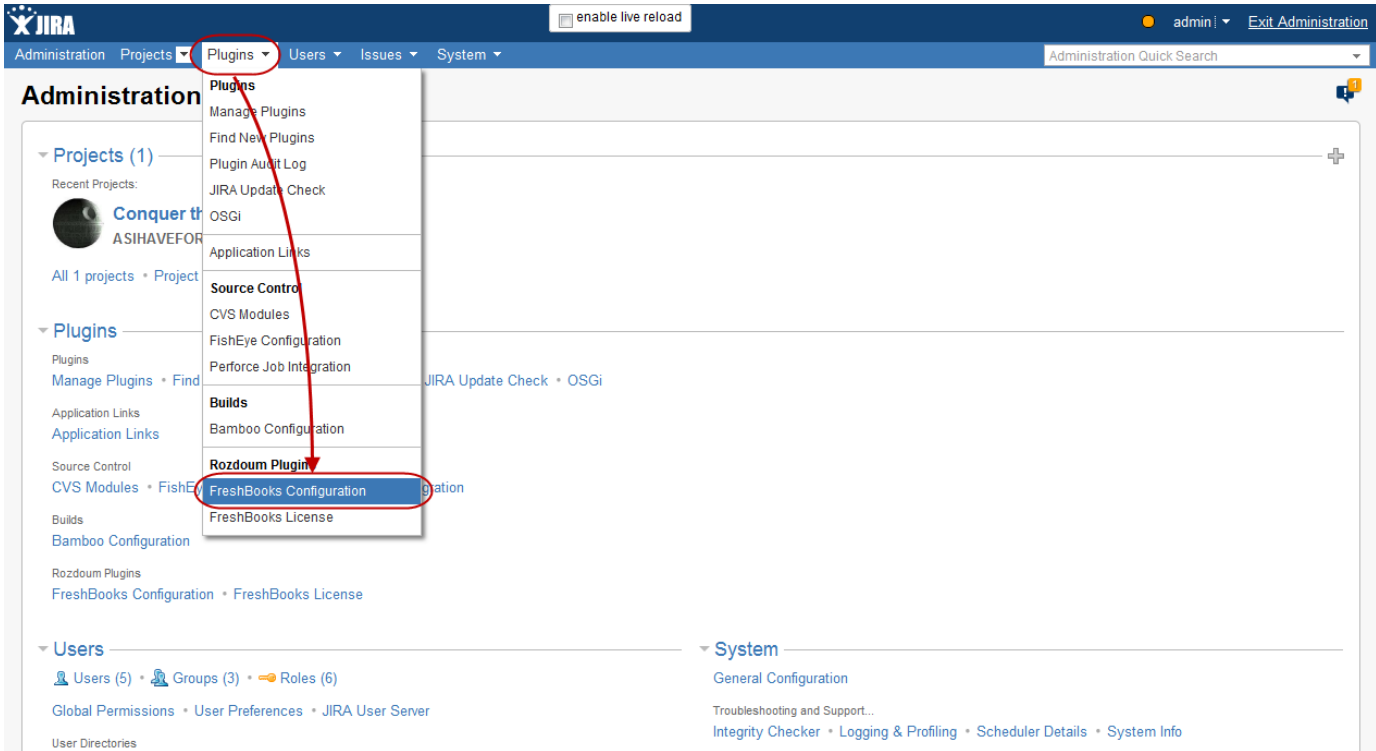 JIRA
enable live reload
admin
Exit Administration
Administration Projects Plugins Users Issues System
Administration Quick Search
Administration
1
Plugins
Manage Plugins
Find New Plugins
Plugin Audit Log
JIRA Update Check
OSGi
Application Links
Source Control
CVS Modules
FishEye Configuration
Perforce Job Integration
Builds
Bamboo Configuration
Rozdoum Plugin
FreshBooks Configuration
FreshBooks License
Projects (1)
Recent Projects:
Conquer th
ASIHAVEFOR
All 1 projects • Project
Plugins
Plugins
Manage Plugins • Find JIRA Update Check • OSGi
Application Links
Application Links
Source Control
CVS Modules • FishEy gration
Builds
Bamboo Configuration
Rozdoum Plugins
FreshBooks Configuration • FreshBooks License
Users
Users (5) • Groups (3) • Roles (6)
Global Permissions • User Preferences • JIRA User Server
User Directories
System
General Configuration
Troubleshooting and Support...
Integrity Checker • Logging & Profiling • Scheduler Details • System Info